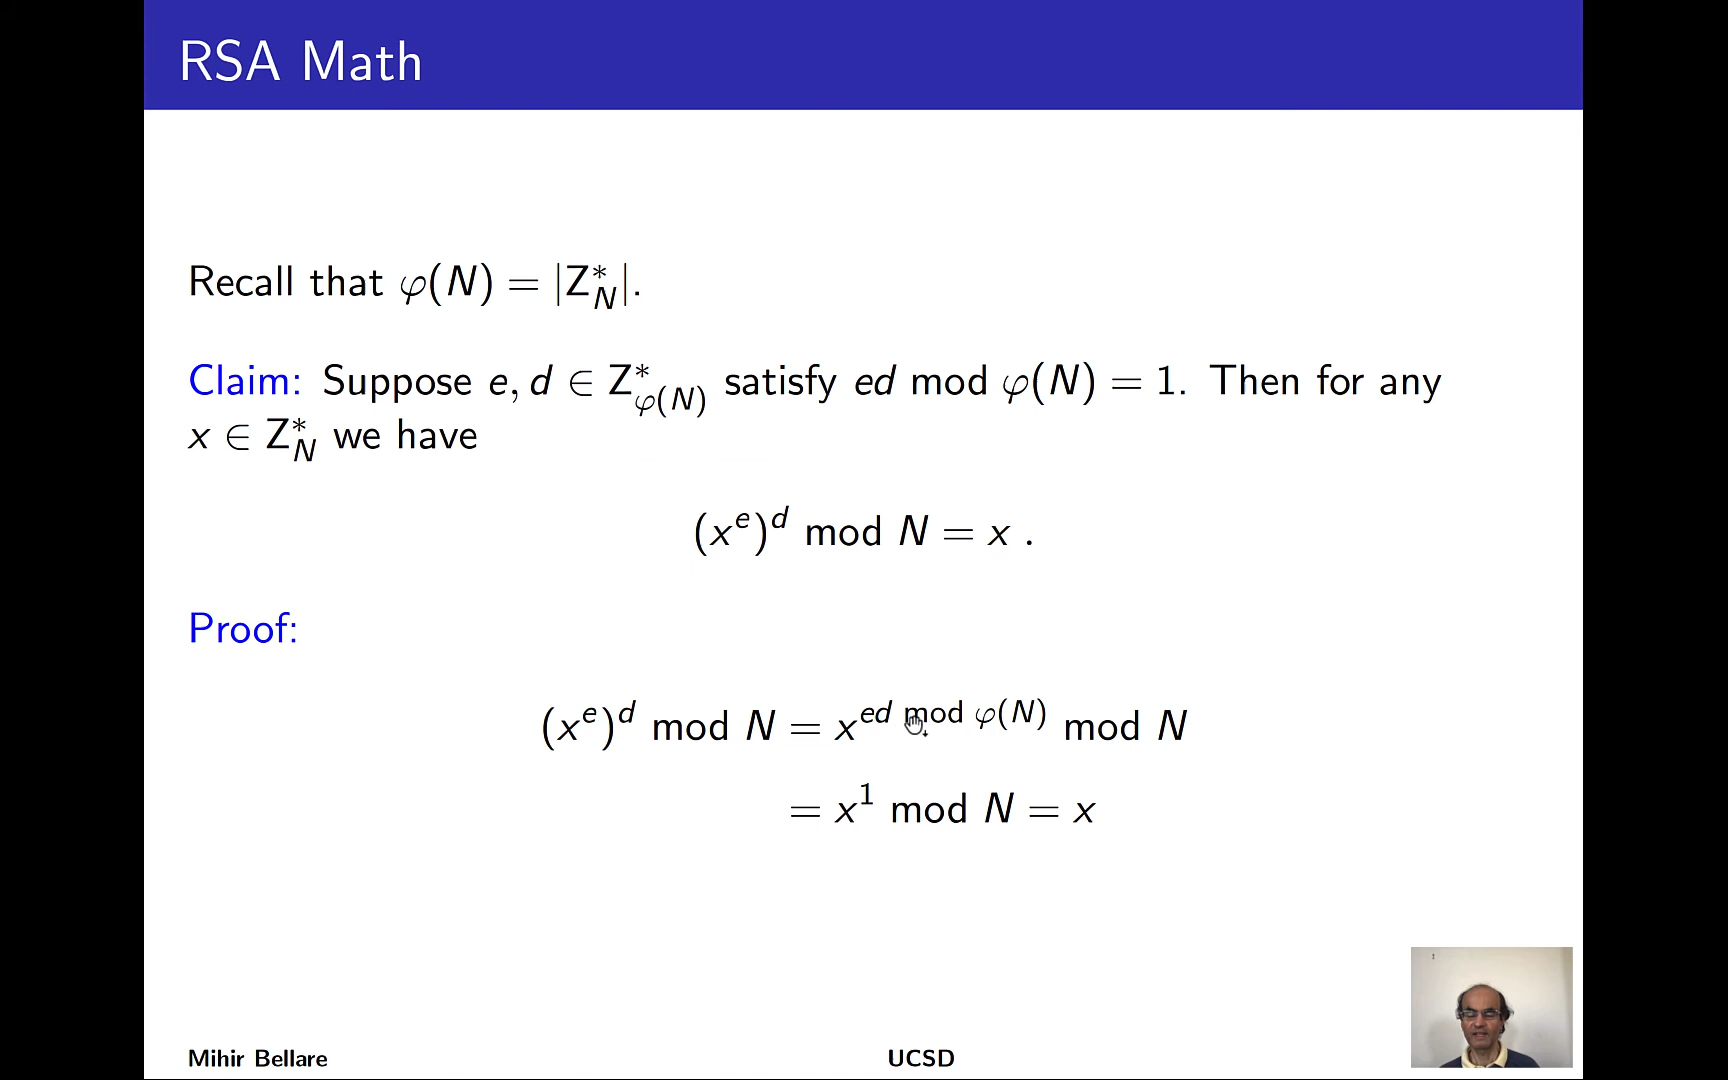 RSA Math
Recall that φ(N) = |Z*_N|.
Claim: Suppose e, d ∈ Z*_φ(N) satisfy ed mod φ(N) = 1. Then for any
x ∈ Z*_N we have
(x^e)^d mod N = x .
Proof:
(x^e)^d mod N = x^{ed mod φ(N)} mod N
= x^1 mod N = x
Mihir Bellare UCSD